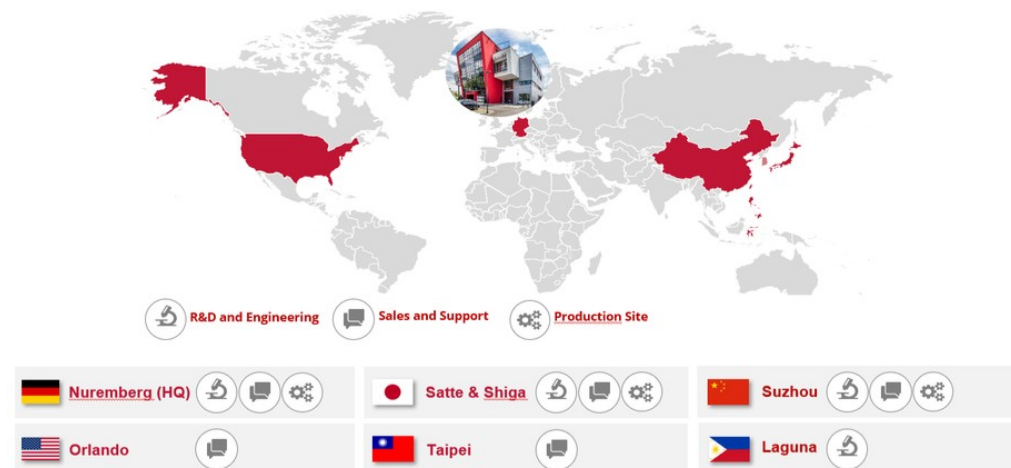 R&D and Engineering
Sales and Support
Production Site
Nuremberg (HQ)
Satte & Shiga
Suzhou
Orlando
Taipei
Laguna